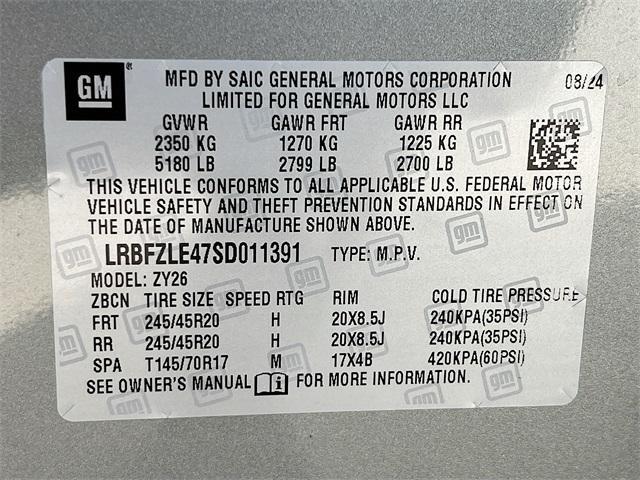 GM ®
MFD BY SAIC GENERAL MOTORS CORPORATION 08/24
LIMITED FOR GENERAL MOTORS LLC
GVWR GAWR FRT GAWR RR
2350 KG 1270 KG 1225 KG
5180 LB 2799 LB 2700 LB
THIS VEHICLE CONFORMS TO ALL APPLICABLE U.S. FEDERAL MOTOR
VEHICLE SAFETY AND THEFT PREVENTION STANDARDS IN EFFECT ON
THE DATE OF MANUFACTURE SHOWN ABOVE.
LRBFZLE47SD011391 TYPE: M.P.V.
MODEL: ZY26
ZBCN TIRE SIZE SPEED RTG RIM COLD TIRE PRESSURE
FRT 245/45R20 H 20X8.5J 240KPA(35PSI)
RR 245/45R20 H 20X8.5J 240KPA(35PSI)
SPA T145/70R17 M 17X4B 420KPA(60PSI)
SEE OWNER'S MANUAL FOR MORE INFORMATION.